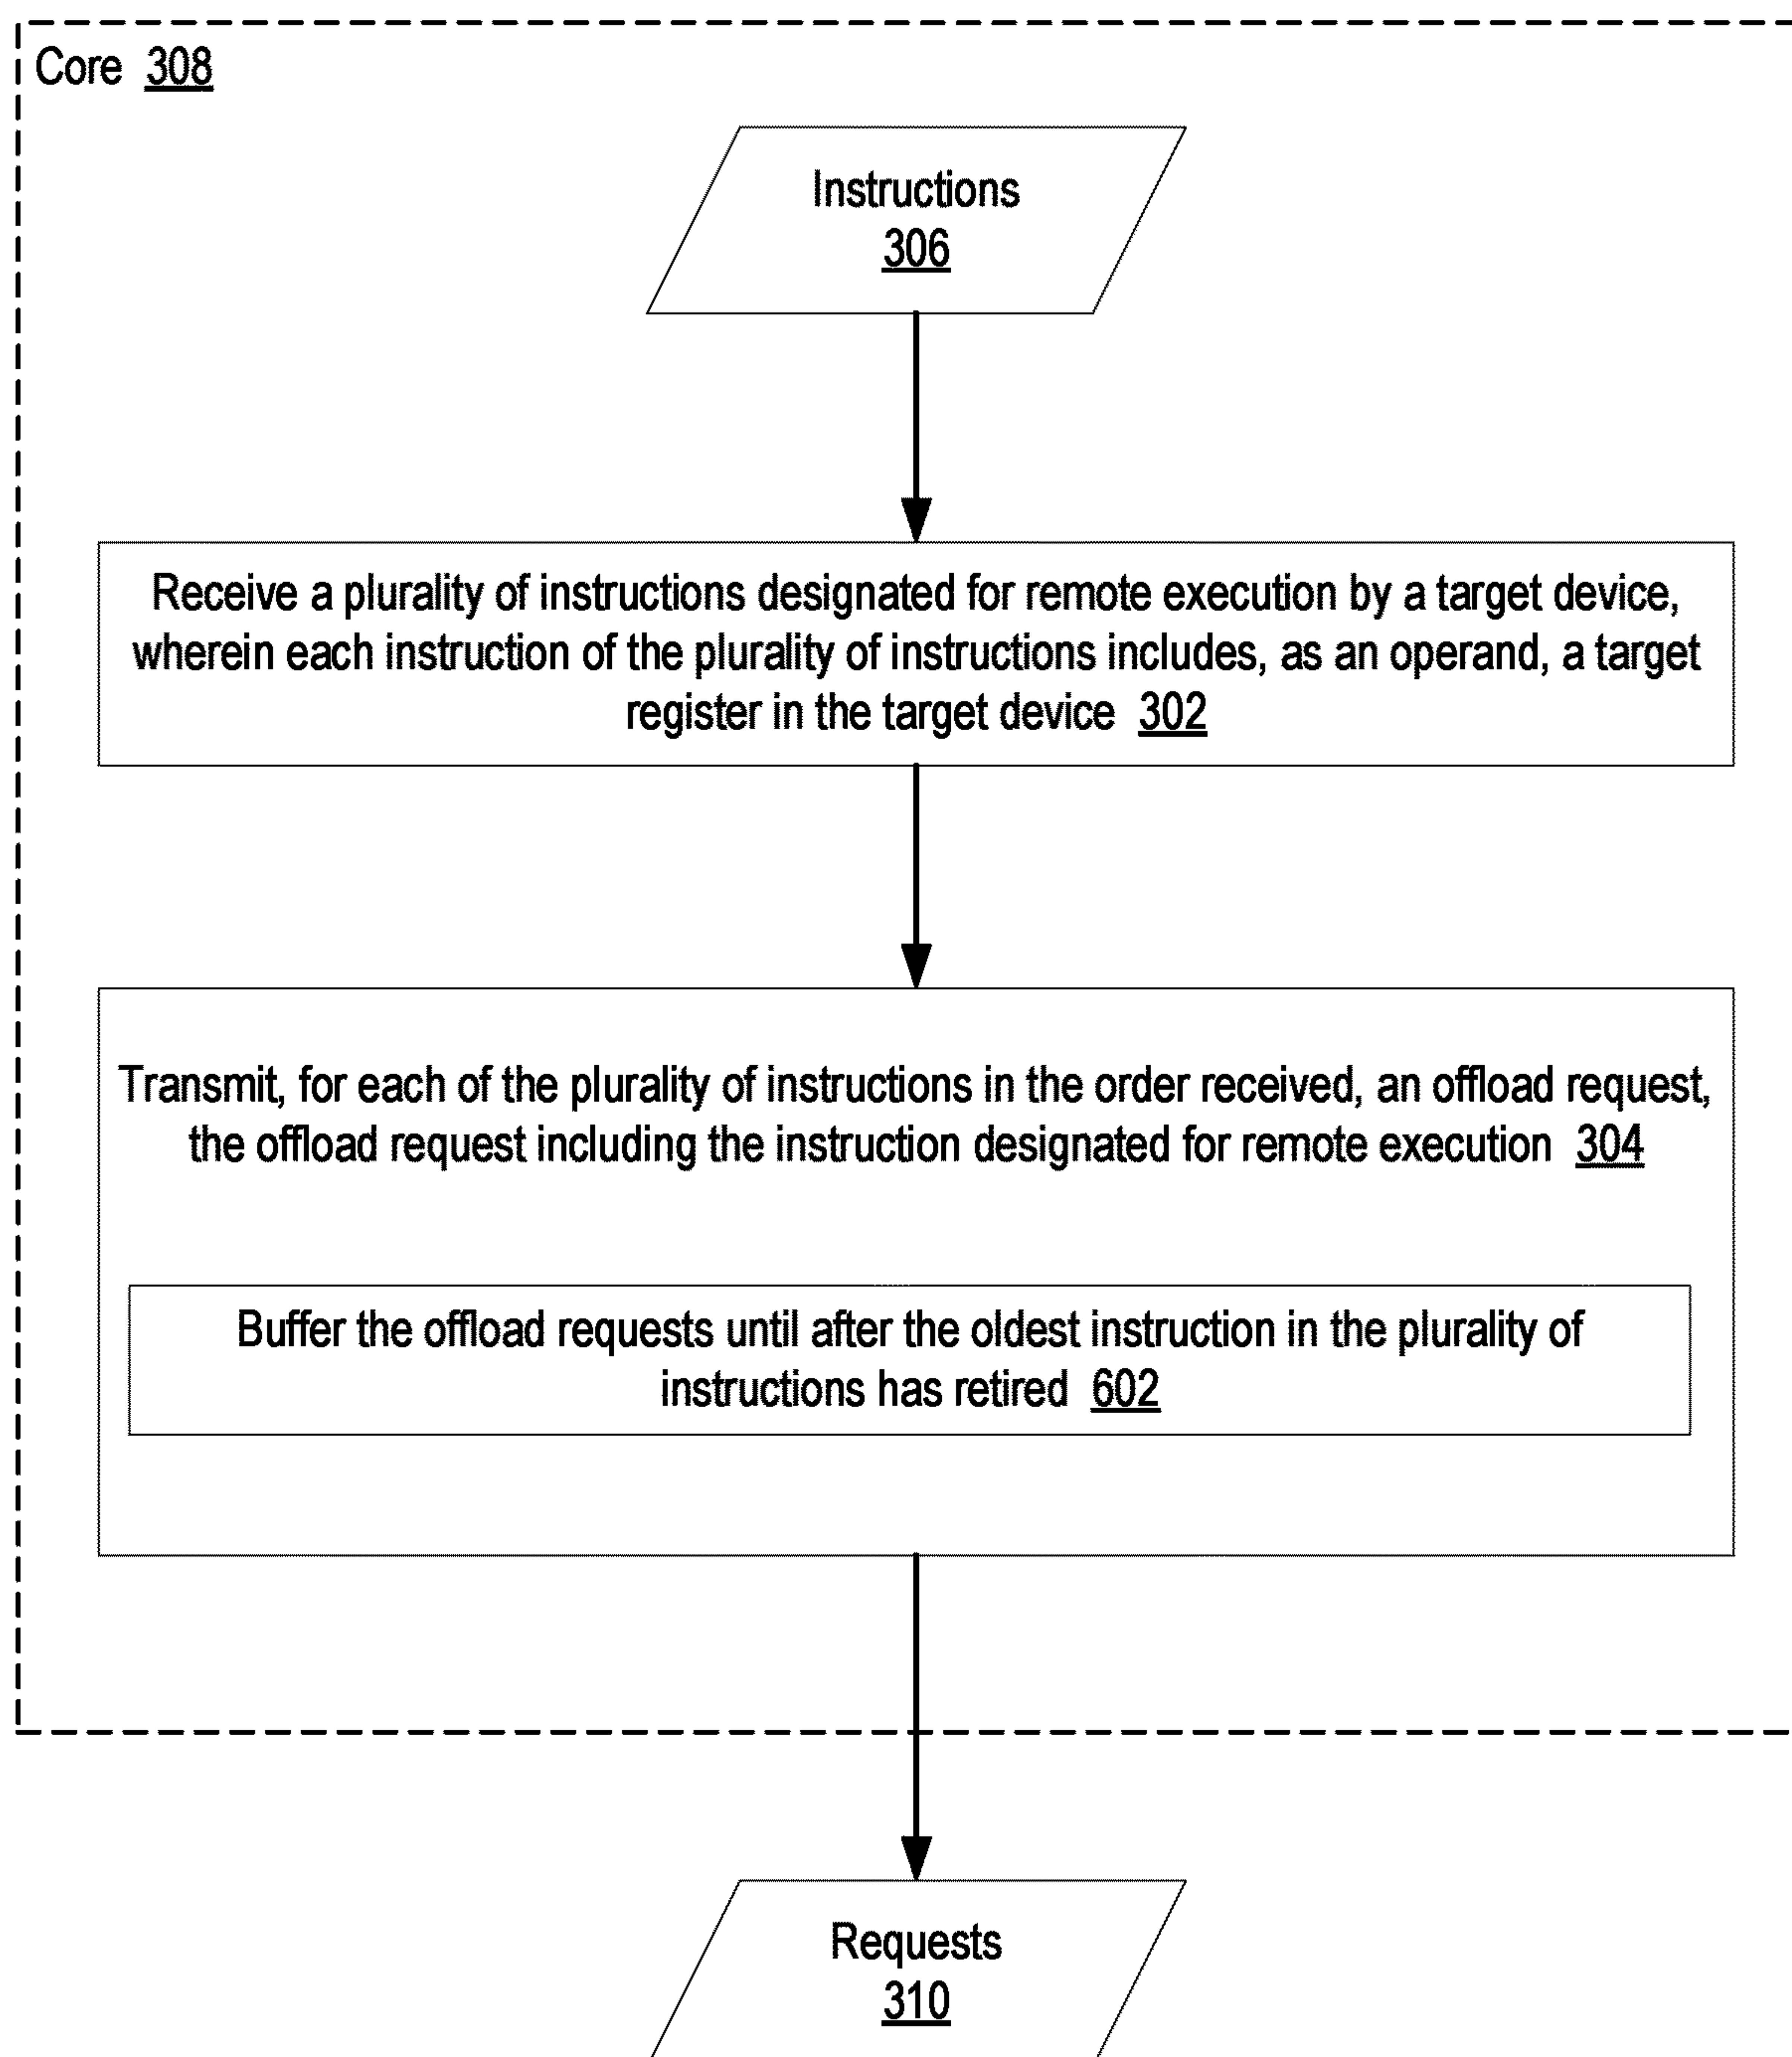 Core 308
Instructions
306
Receive a plurality of instructions designated for remote execution by a target device,
wherein each instruction of the plurality of instructions includes, as an operand, a target
register in the target device 302
Transmit, for each of the plurality of instructions in the order received, an offload request,
the offload request including the instruction designated for remote execution 304
Buffer the offload requests until after the oldest instruction in the plurality of
instructions has retired 602
Requests
310